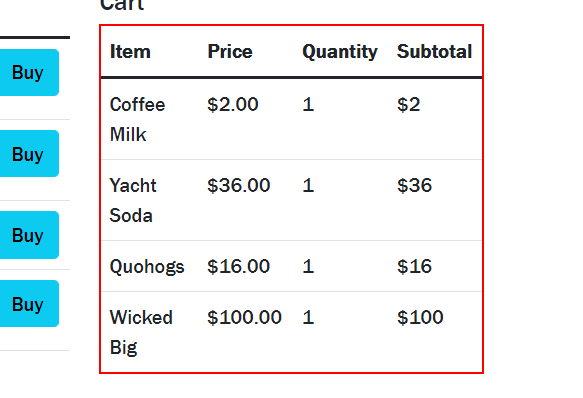 Cart
Item Price Quantity Subtotal
Buy
Coffee Milk $2.00 1 $2
Buy
Yacht Soda $36.00 1 $36
Buy
Quohogs $16.00 1 $16
Buy
Wicked Big $100.00 1 $100